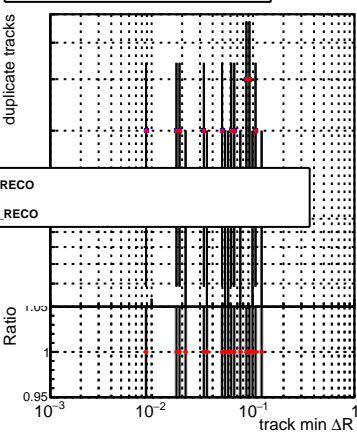 duplicate tracks
RECO
_RECO
Ratio
1.05
1
0.95
10⁻³
10⁻²
10⁻¹
1
track min ΔR